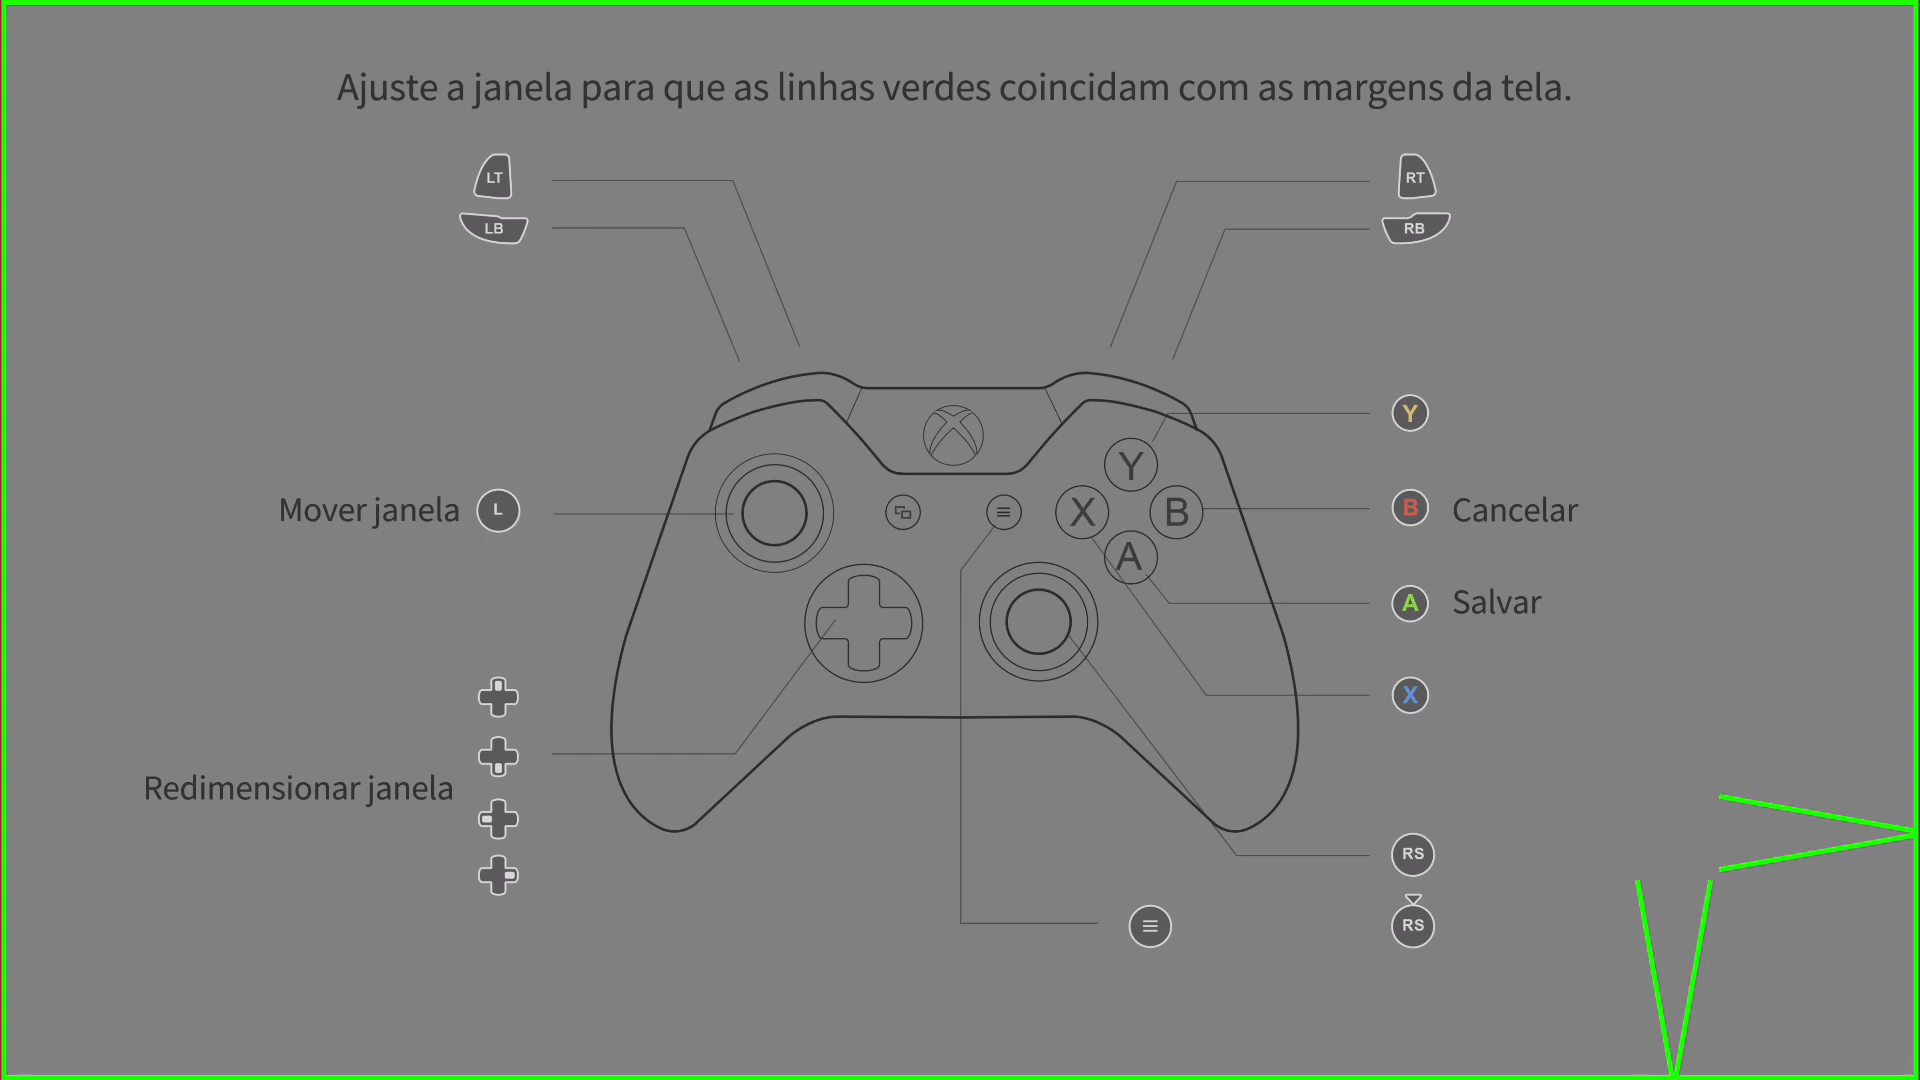 Ajuste a janela para que as linhas verdes coincidam com as margens da tela.
LT
RT
LB
RB
Y
Y
Mover janela L
X
B
B Cancelar
A
A Salvar
X
Redimensionar janela
RS
RS